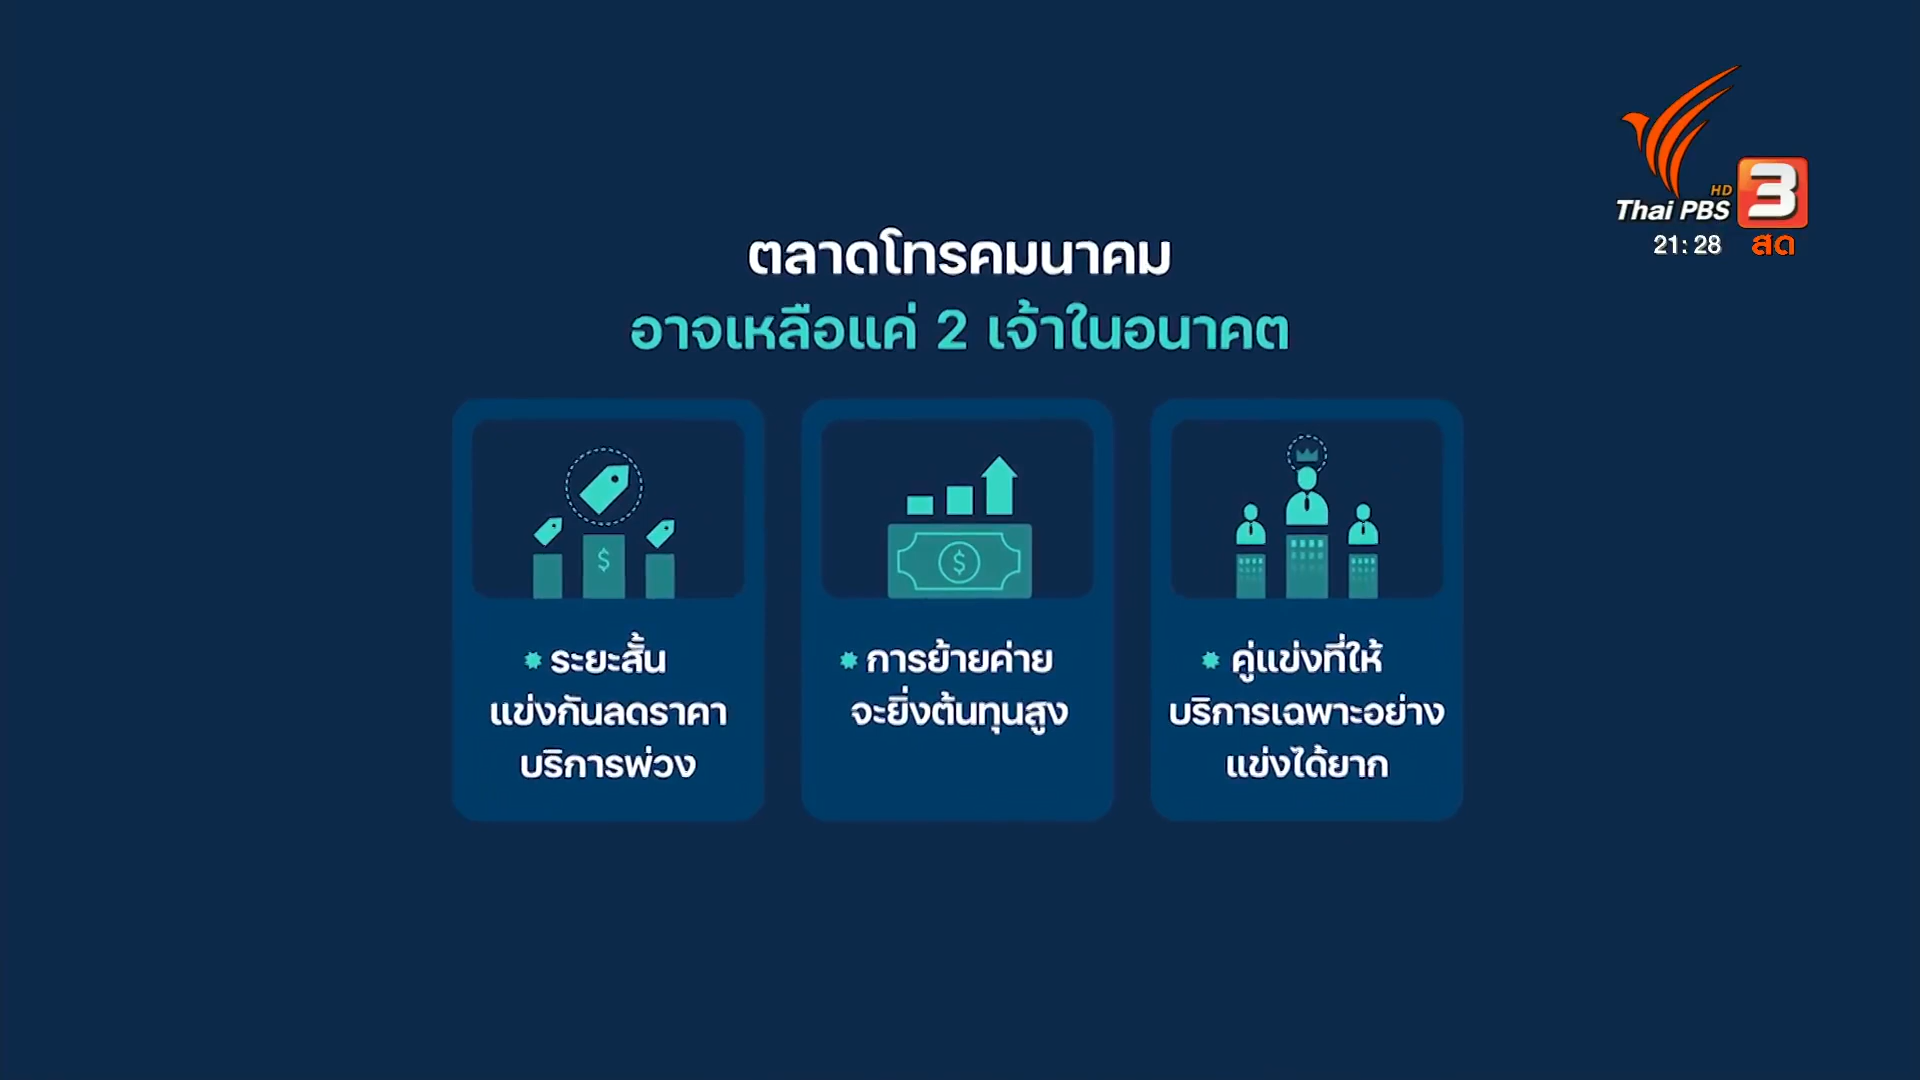 HD
Thai PBS 3
21:28 สด
ตลาดโทรคมนาคม
อาจเหลือแค่ 2 เจ้าในอนาคต
$
$
ระยะสั้น
แข่งกันลดราคา
บริการพ่วง
การย้ายค่าย
จะยิ่งต้นทุนสูง
คู่แข่งที่ให้
บริการเฉพาะอย่าง
แข่งได้ยาก